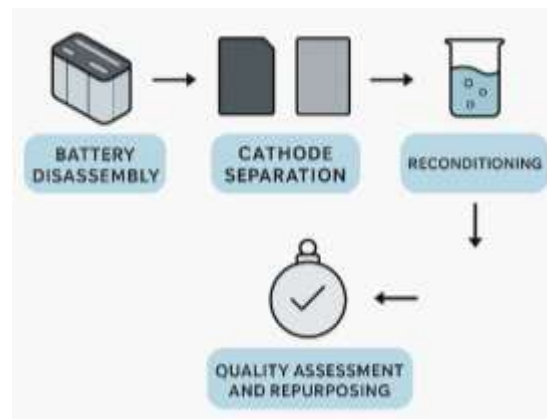 BATTERY
DISASSEMBLY
CATHODE
SEPARATION
RECONDITIONING
QUALITY ASSESSMENT
AND REPURPOSING